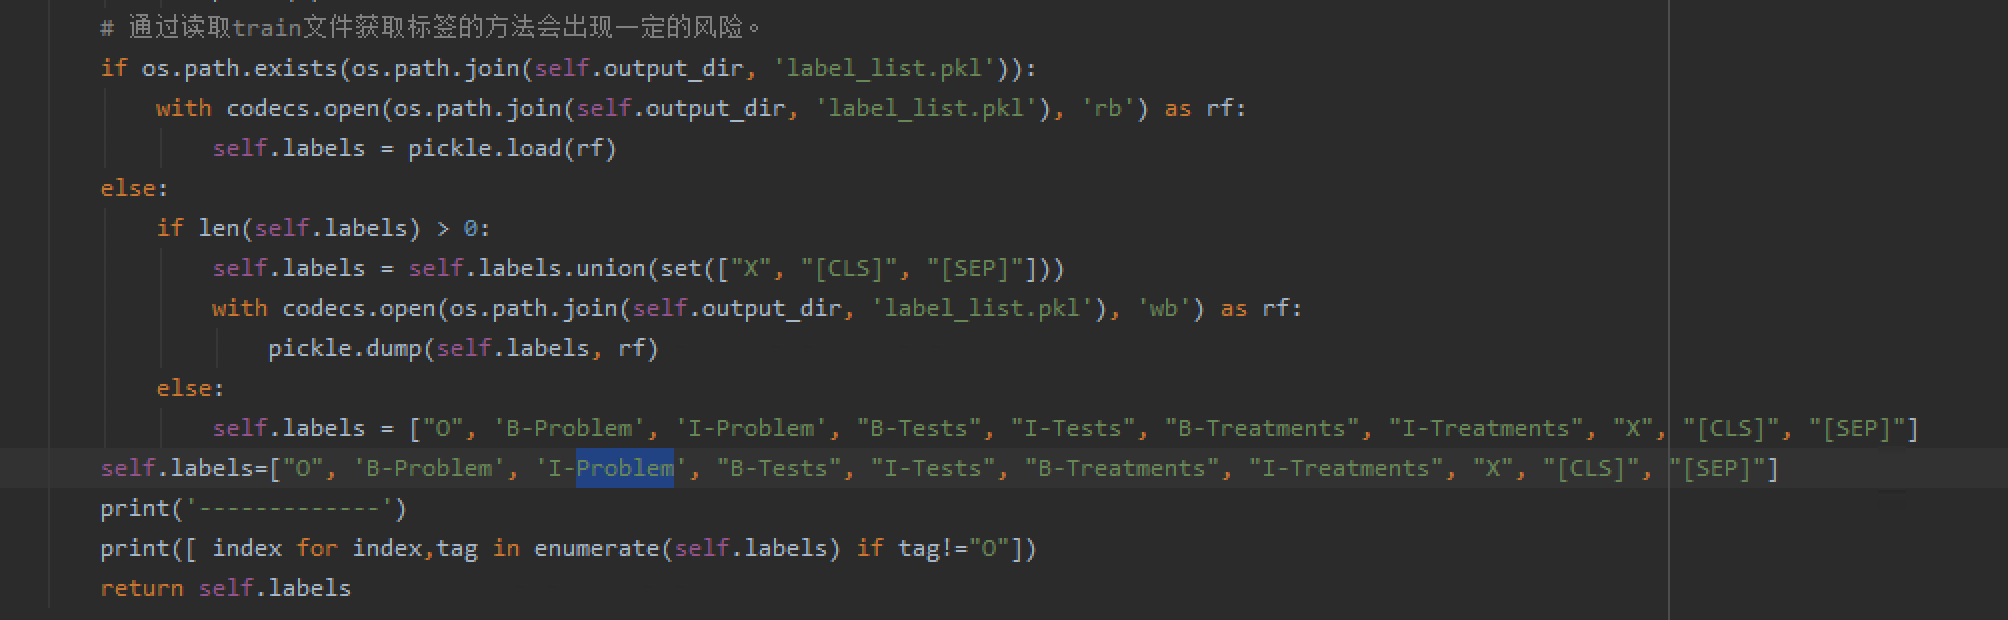 # 通过读取train文件获取标签的方法会出现一定的风险。
if os.path.exists(os.path.join(self.output_dir, 'label_list.pkl')):
with codecs.open(os.path.join(self.output_dir, 'label_list.pkl'), 'rb') as rf:
self.labels = pickle.load(rf)
else:
if len(self.labels) > 0:
self.labels = self.labels.union(set(["X", "[CLS]", "[SEP]"]))
with codecs.open(os.path.join(self.output_dir, 'label_list.pkl'), 'wb') as rf:
pickle.dump(self.labels, rf)
else:
self.labels = ["O", 'B-Problem', 'I-Problem', "B-Tests", "I-Tests", "B-Treatments", "I-Treatments", "X", "[CLS]", "[SEP]"]
self.labels=["O", 'B-Problem', 'I-Problem', "B-Tests", "I-Tests", "B-Treatments", "I-Treatments", "X", "[CLS]", "[SEP]"]
print('-------------')
print([ index for index,tag in enumerate(self.labels) if tag!="O"])
return self.labels